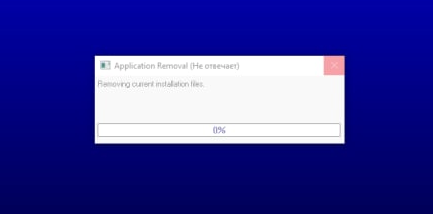 Application Removal (Не отвечает)
Removing current installation files.
0%